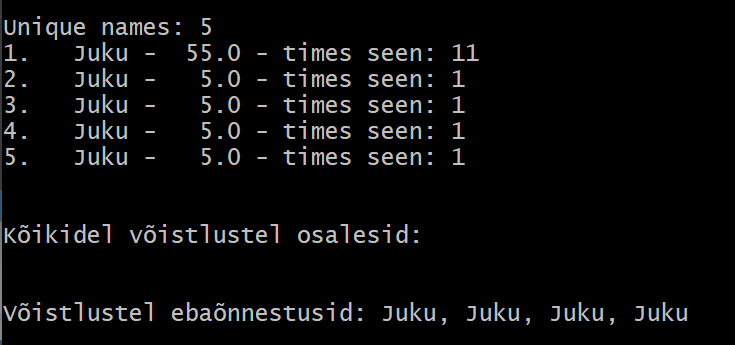 Unique names: 5
1.   Juku -  55.0 - times seen: 11
2.   Juku -   5.0 - times seen: 1
3.   Juku -   5.0 - times seen: 1
4.   Juku -   5.0 - times seen: 1
5.   Juku -   5.0 - times seen: 1
Kõikidel võistlustel osalesid:
Võistlustel ebaõnnestusid: Juku, Juku, Juku, Juku